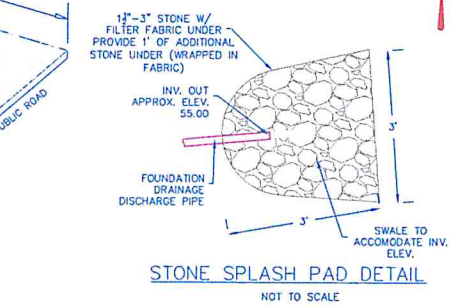 1½"-3" STONE W/
FILTER FABRIC UNDER
PROVIDE 1' OF ADDITIONAL
STONE UNDER (WRAPPED IN
FABRIC)
INV. OUT
APPROX. ELEV.
55.00
UBLIC ROAD
3'
FOUNDATION
DRAINAGE
DISCHARGE PIPE
3'
SWALE TO
ACCOMODATE INV.
ELEV.
STONE SPLASH PAD DETAIL
NOT TO SCALE